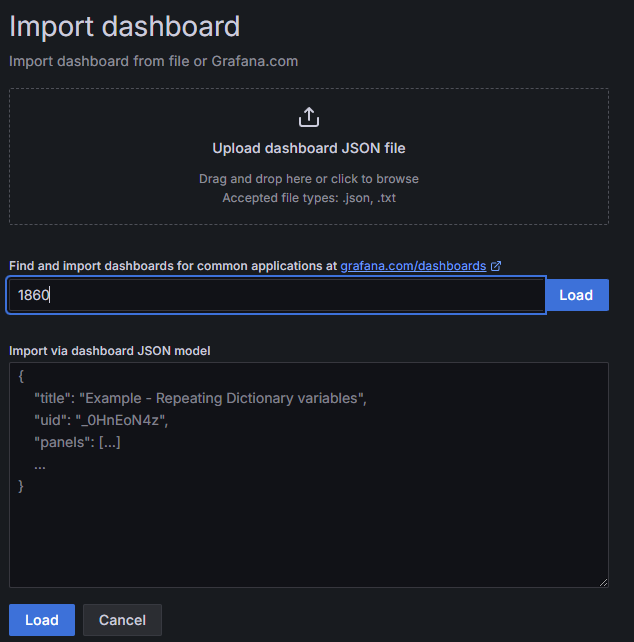 Import dashboard
Import dashboard from file or Grafana.com
Upload dashboard JSON file
Drag and drop here or click to browse
Accepted file types: .json, .txt
Find and import dashboards for common applications at grafana.com/dashboards
1860
Load
Import via dashboard JSON model
{
"title": "Example - Repeating Dictionary variables",
"uid": "_0HnEoN4z",
"panels": [...]
...
}
Load
Cancel